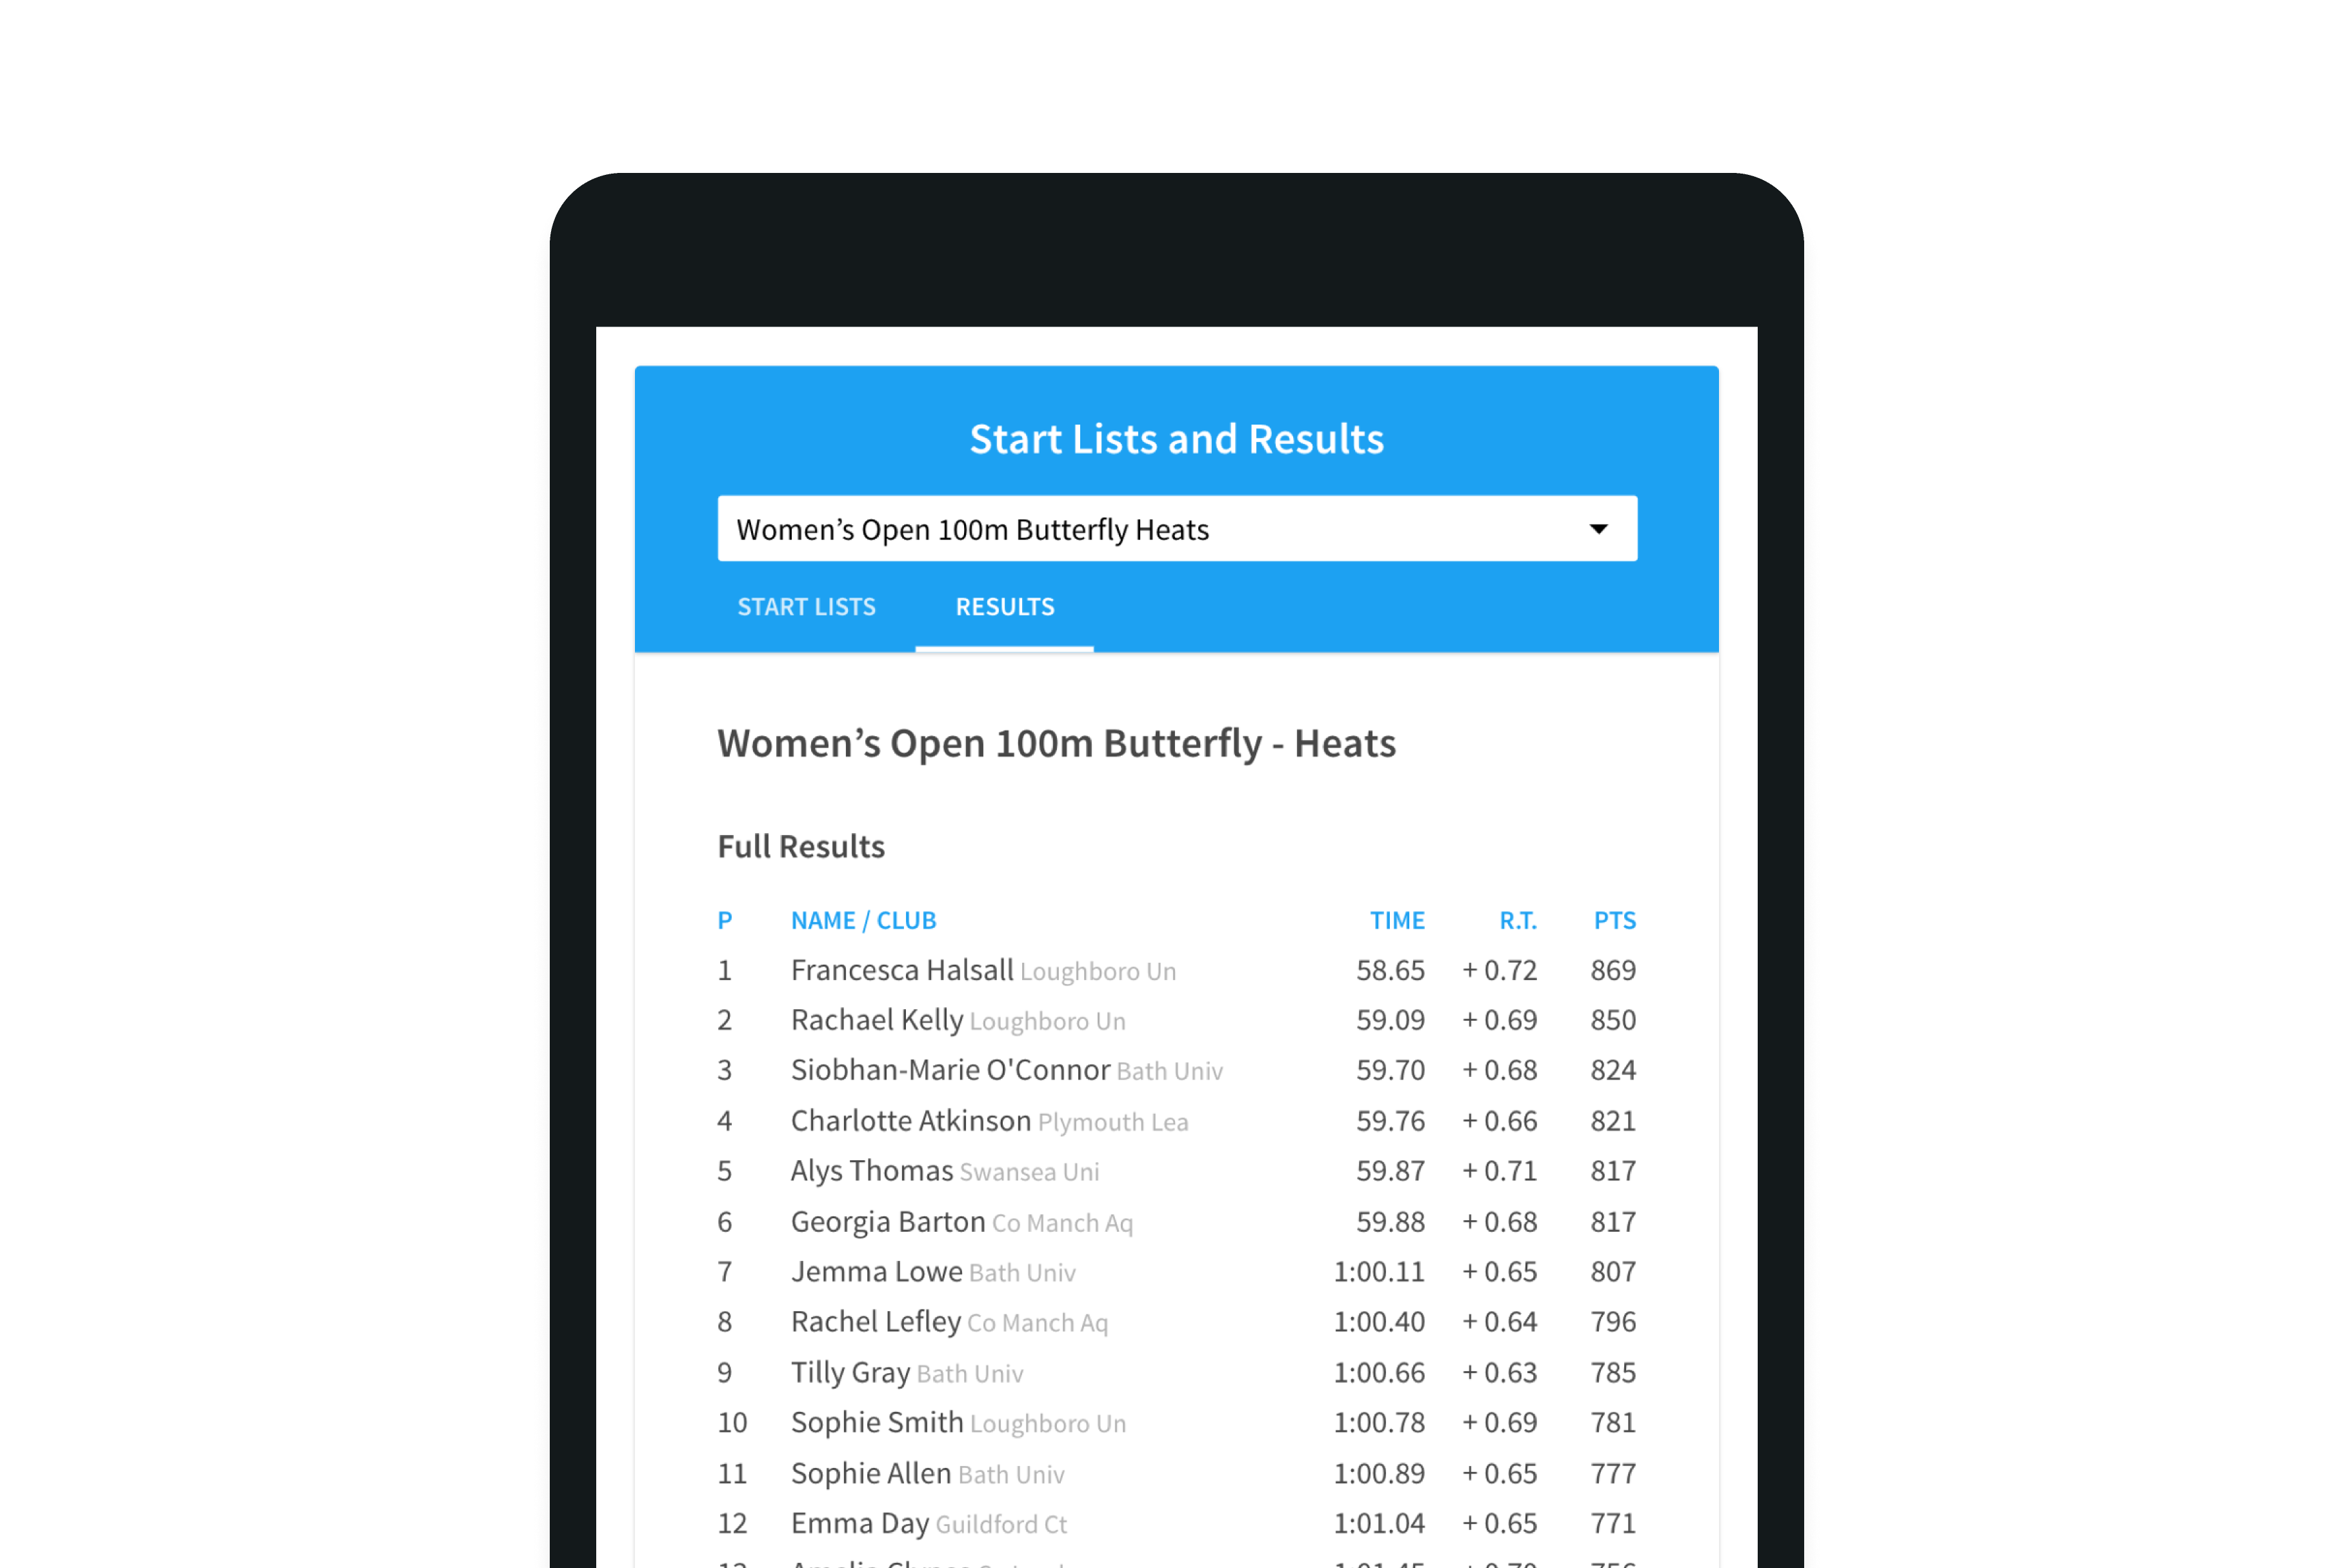 Start Lists and Results
Women’s Open 100m Butterfly Heats
START LISTS RESULTS
Women’s Open 100m Butterfly - Heats
Full Results
P NAME / CLUB TIME R.T. PTS
1 Francesca Halsall Loughboro Un 58.65 + 0.72 869
2 Rachael Kelly Loughboro Un 59.09 + 0.69 850
3 Siobhan-Marie O'Connor Bath Univ 59.70 + 0.68 824
4 Charlotte Atkinson Plymouth Lea 59.76 + 0.66 821
5 Alys Thomas Swansea Uni 59.87 + 0.71 817
6 Georgia Barton Co Manch Aq 59.88 + 0.68 817
7 Jemma Lowe Bath Univ 1:00.11 + 0.65 807
8 Rachel Lefley Co Manch Aq 1:00.40 + 0.64 796
9 Tilly Gray Bath Univ 1:00.66 + 0.63 785
10 Sophie Smith Loughboro Un 1:00.78 + 0.69 781
11 Sophie Allen Bath Univ 1:00.89 + 0.65 777
12 Emma Day Guildford Ct 1:01.04 + 0.65 771